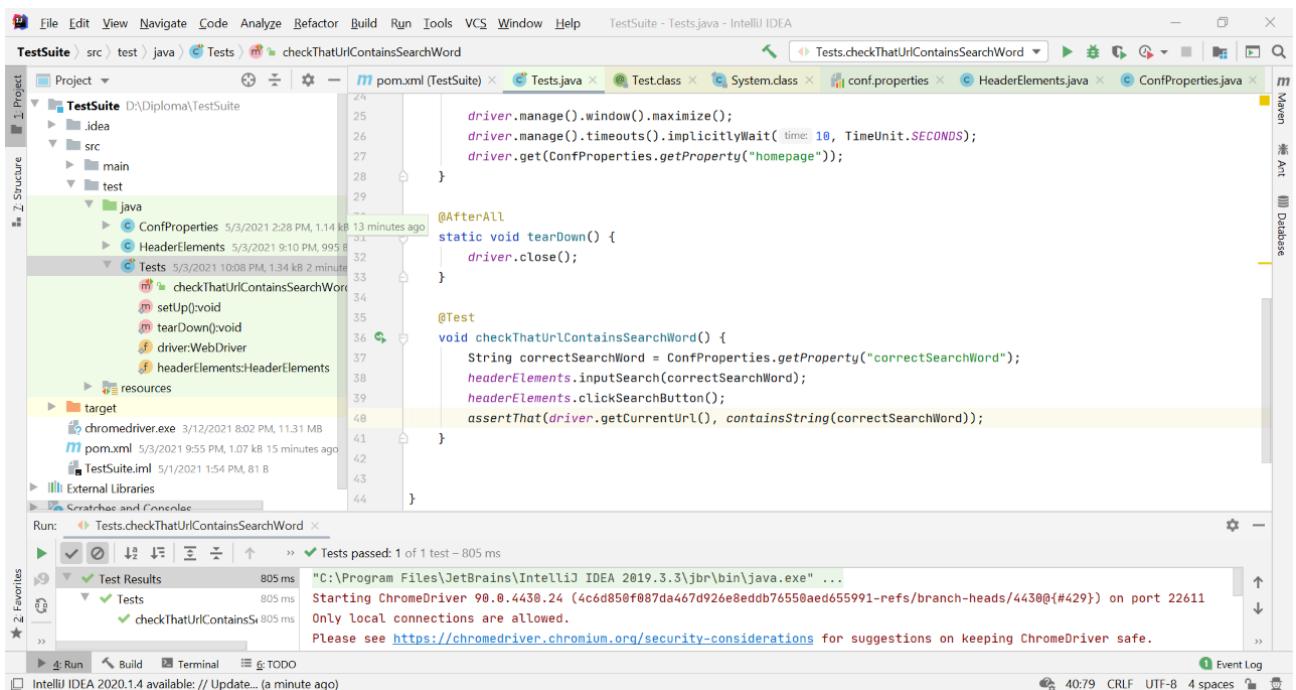 File Edit View Navigate Code Analyze Refactor Build Run Tools VCS Window Help TestSuite - Tests.java - IntelliJ IDEA
TestSuite src test java Tests checkThatUrlContainsSearchWord Tests.checkThatUrlContainsSearchWord
Project pom.xml (TestSuite) Tests.java Test.class System.class conf.properties HeaderElements.java ConfProperties.java
1: Project
7: Structure
2: Favorites
Maven
Ant
Database
TestSuite D:\Diploma\TestSuite
.idea
src
main
test
java
ConfProperties 5/3/2021 2:28 PM, 1.14 kB 13 minutes ago
HeaderElements 5/3/2021 9:10 PM, 995 B
Tests 5/3/2021 10:08 PM, 1.34 kB 2 minute
checkThatUrlContainsSearchWord
setUp():void
tearDown():void
driver:WebDriver
headerElements:HeaderElements
resources
target
chromedriver.exe 3/12/2021 8:02 PM, 11.31 MB
pom.xml 5/3/2021 9:55 PM, 1.07 kB 15 minutes ago
TestSuite.iml 5/1/2021 1:54 PM, 81 B
External Libraries
Scratches and Consoles
24
25 driver.manage().window().maximize();
26 driver.manage().timeouts().implicitlyWait( time: 10, TimeUnit.SECONDS);
27 driver.get(ConfProperties.getProperty("homepage"));
28 }
29
@AfterAll
31 static void tearDown() {
32 driver.close();
33 }
34
35 @Test
36 void checkThatUrlContainsSearchWord() {
37 String correctSearchWord = ConfProperties.getProperty("correctSearchWord");
38 headerElements.inputSearch(correctSearchWord);
39 headerElements.clickSearchButton();
40 assertThat(driver.getCurrentUrl(), containsString(correctSearchWord));
41 }
42
43
44 }
Run: Tests.checkThatUrlContainsSearchWord
Tests passed: 1 of 1 test – 805 ms
Test Results 805 ms
Tests 805 ms
checkThatUrlContainsSe 805 ms
"C:\Program Files\JetBrains\IntelliJ IDEA 2019.3.3\jbr\bin\java.exe" ...
Starting ChromeDriver 90.0.4430.24 (4c6d850f087da467d926e8eddb76550aed655991-refs/branch-heads/4430@{#429}) on port 22611
Only local connections are allowed.
Please see https://chromedriver.chromium.org/security-considerations for suggestions on keeping ChromeDriver safe.
4: Run Build Terminal 6: TODO 1 Event Log
IntelliJ IDEA 2020.1.4 available: // Update... (a minute ago) 40:79 CRLF UTF-8 4 spaces